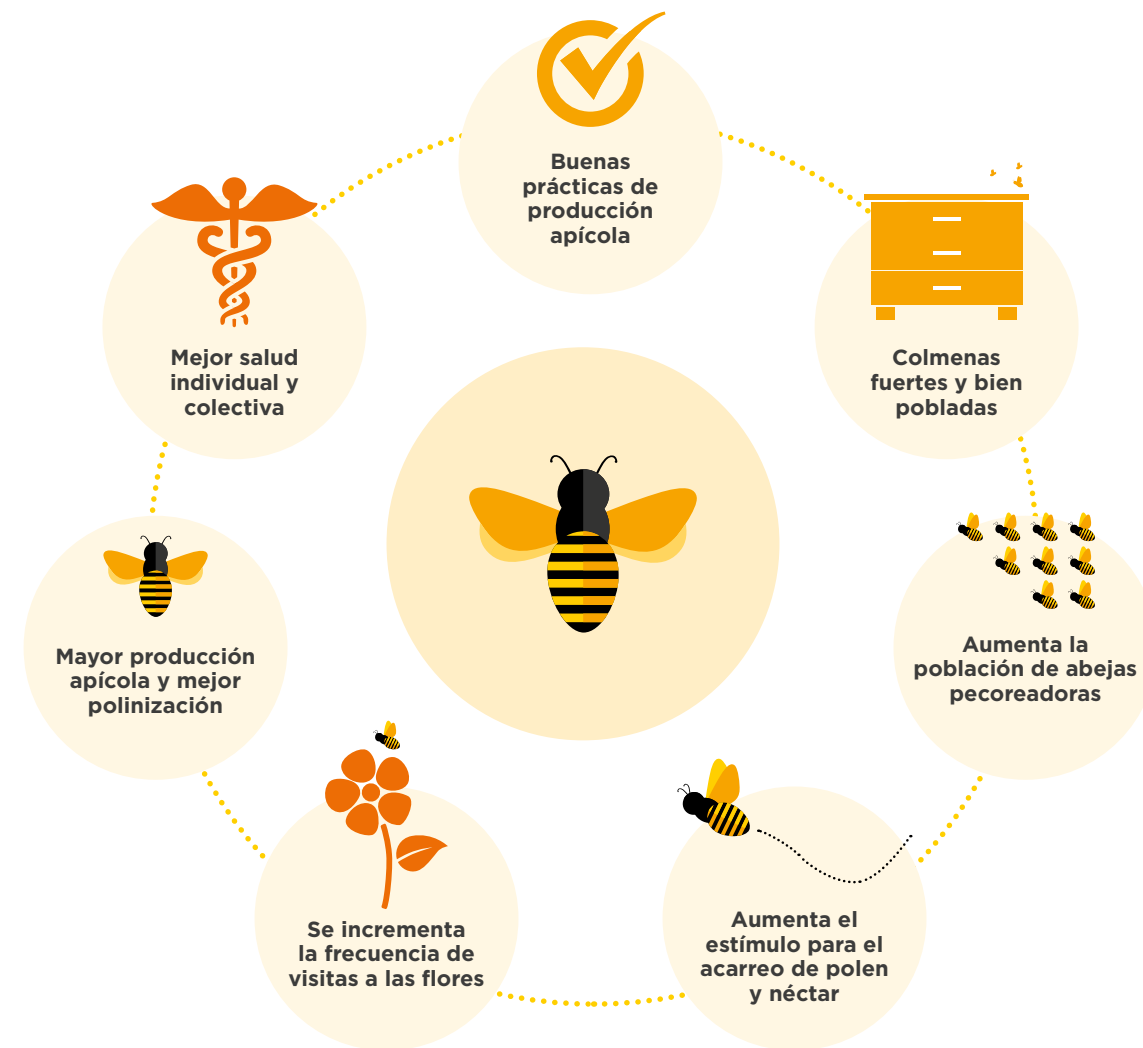 Buenas
prácticas de
producción
apícola
Colmenas
fuertes y bien
pobladas
Aumenta la
población de abejas
pecoreadoras
Aumenta el
estímulo para el
acarreo de polen
y néctar
Se incrementa
la frecuencia de
visitas a las flores
Mayor producción
apícola y mejor
polinización
Mejor salud
individual y
colectiva